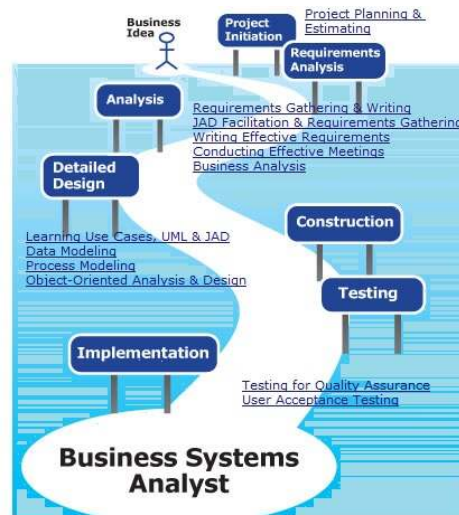 Business
Idea
Project
Initiation
Project Planning &
Estimating
Requirements
Analysis
Analysis
Requirements Gathering & Writing
JAD Facilitation & Requirements Gathering
Writing Effective Requirements
Conducting Effective Meetings
Business Analysis
Detailed
Design
Learning Use Cases, UML & JAD
Data Modeling
Process Modeling
Object-Oriented Analysis & Design
Construction
Testing
Implementation
Testing for Quality Assurance
User Acceptance Testing
Business Systems
Analyst